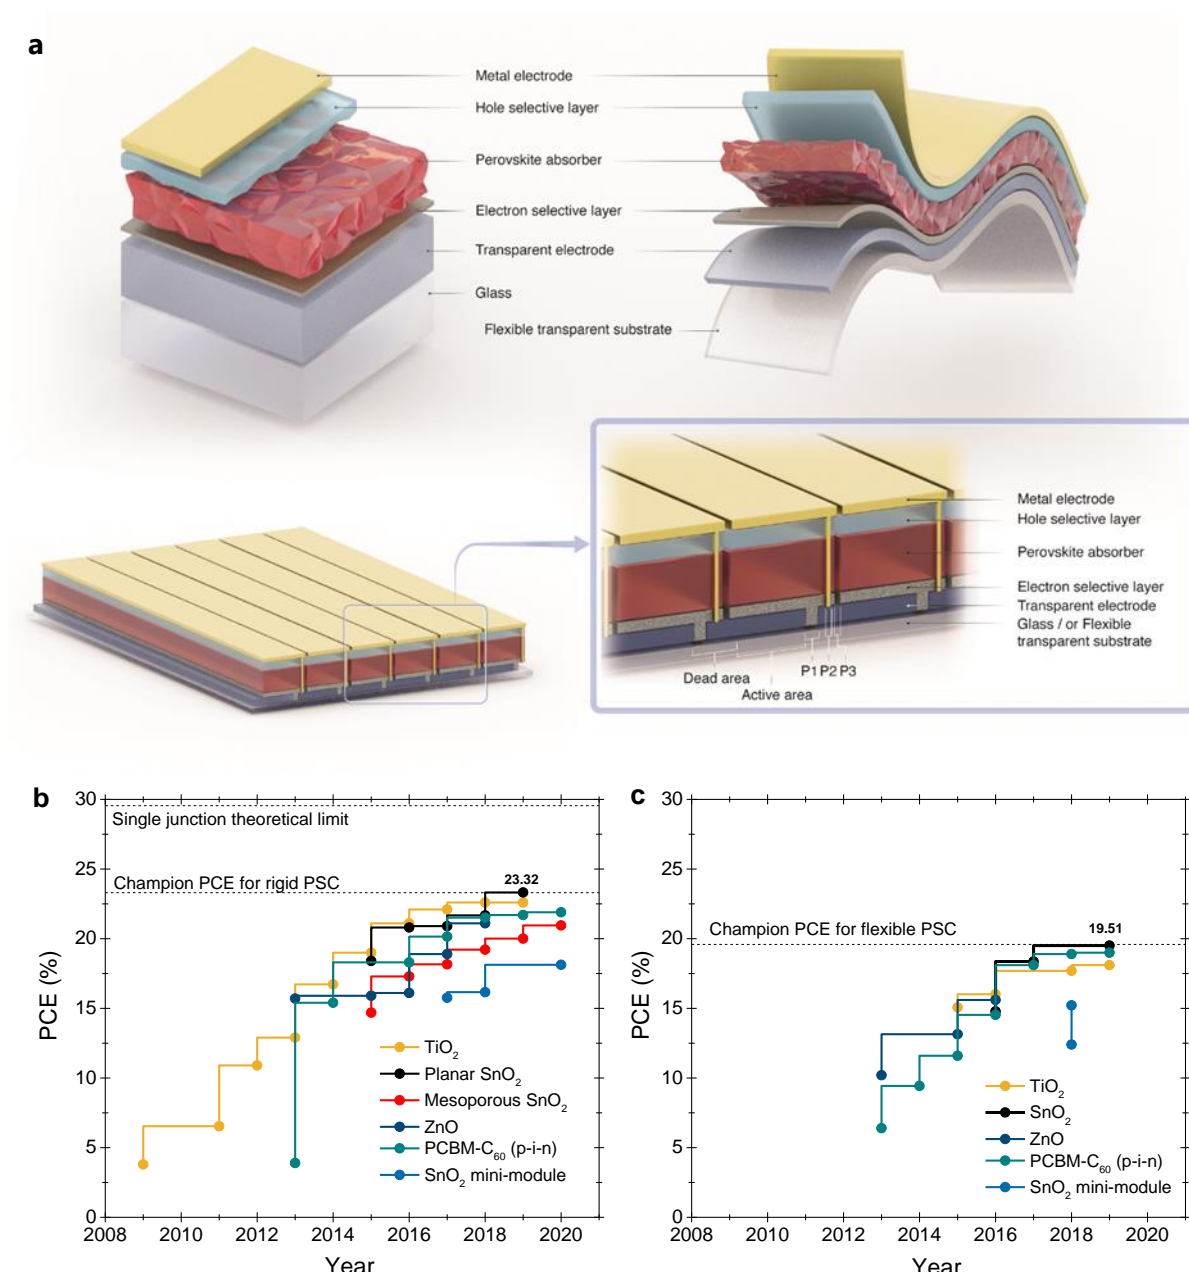 a
Metal electrode
Hole selective layer
Perovskite absorber
Electron selective layer
Transparent electrode
Glass
Flexible transparent substrate
Metal electrode
Hole selective layer
Perovskite absorber
Electron selective layer
Transparent electrode
Glass / or Flexible
transparent substrate
P1 P2 P3
Dead area
Active area
b
30
25
20
15
10
5
0
PCE (%)
Single junction theoretical limit
Champion PCE for rigid PSC
23.32
TiO₂
Planar SnO₂
Mesoporous SnO₂
ZnO
PCBM-C₆₀ (p-i-n)
SnO₂ mini-module
2008 2010 2012 2014 2016 2018 2020
Year
c
30
25
20
15
10
5
0
PCE (%)
Champion PCE for flexible PSC
19.51
TiO₂
SnO₂
ZnO
PCBM-C₆₀ (p-i-n)
SnO₂ mini-module
2008 2010 2012 2014 2016 2018 2020
Year